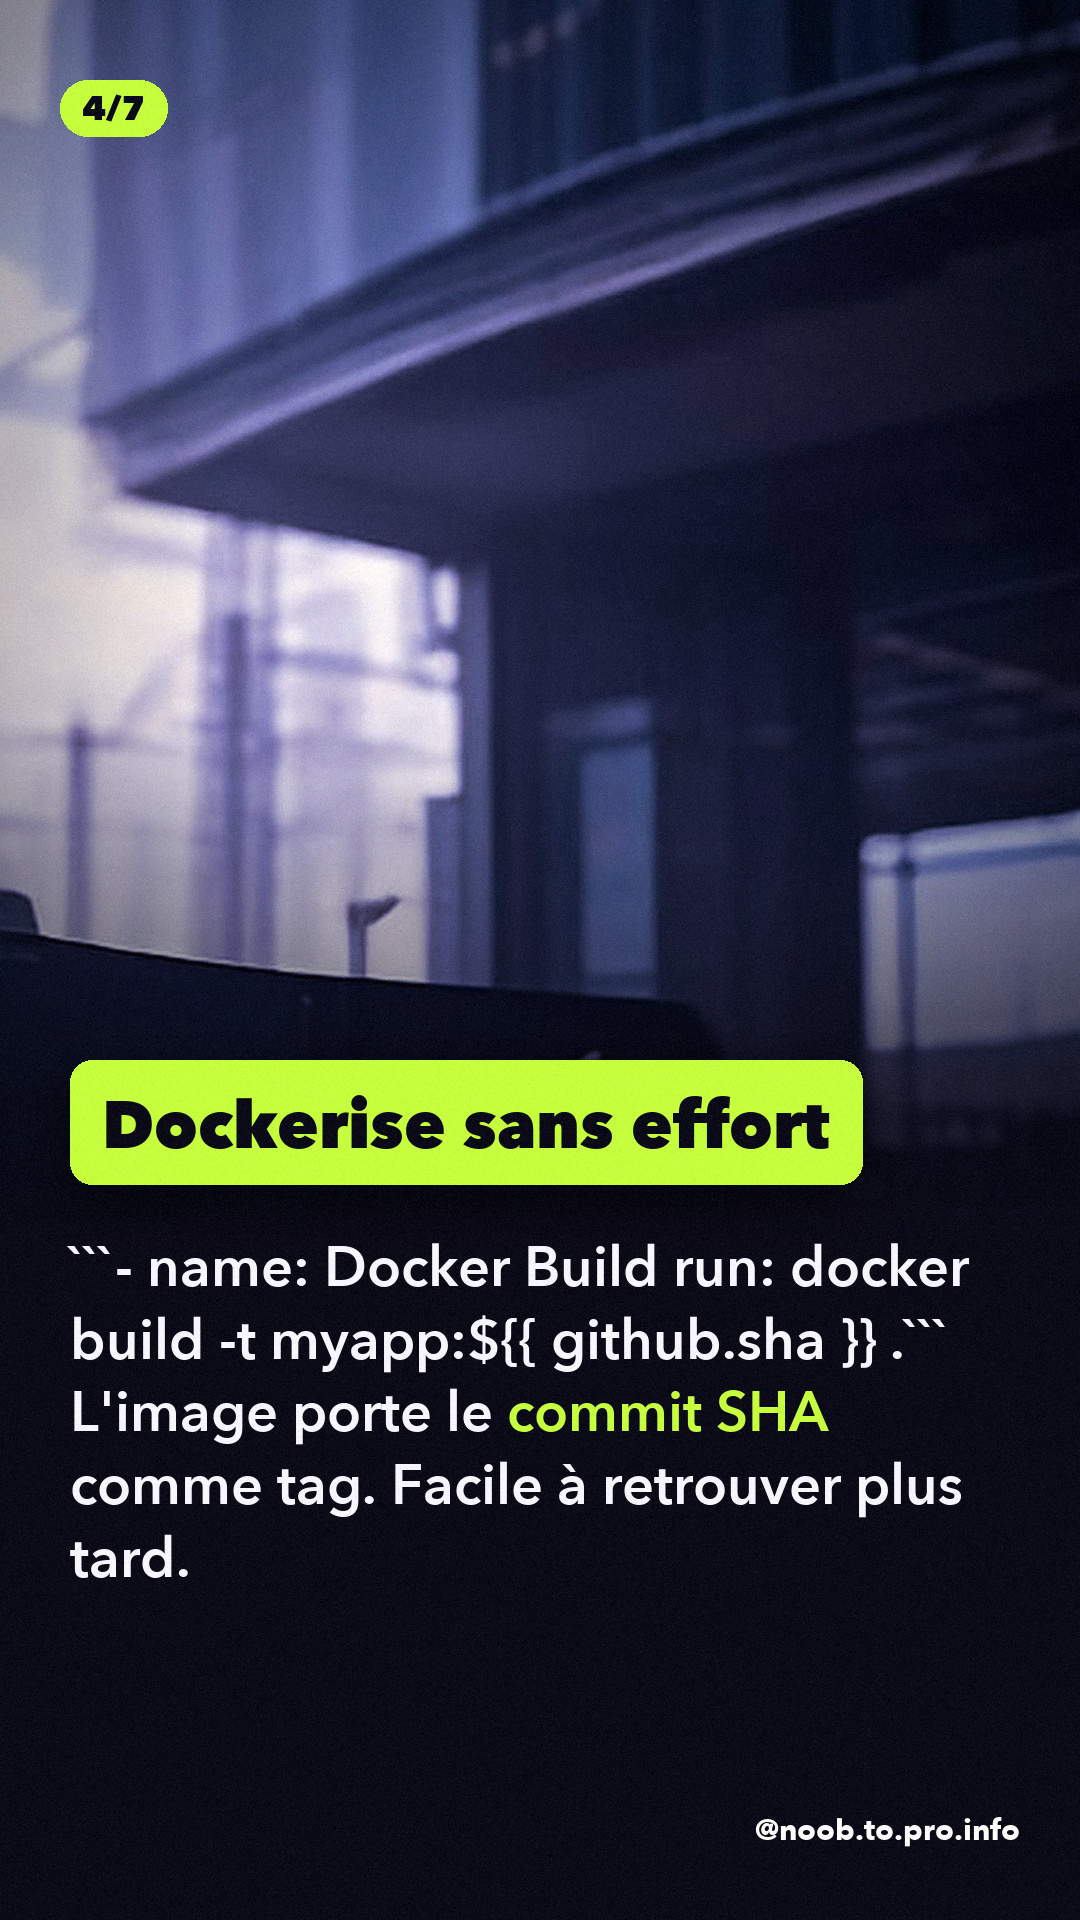 4/7
Dockerise sans effort
```- name: Docker Build run: docker
build -t myapp:${{ github.sha }} .```
L'image porte le commit SHA
comme tag. Facile à retrouver plus
tard.
@noob.to.pro.info